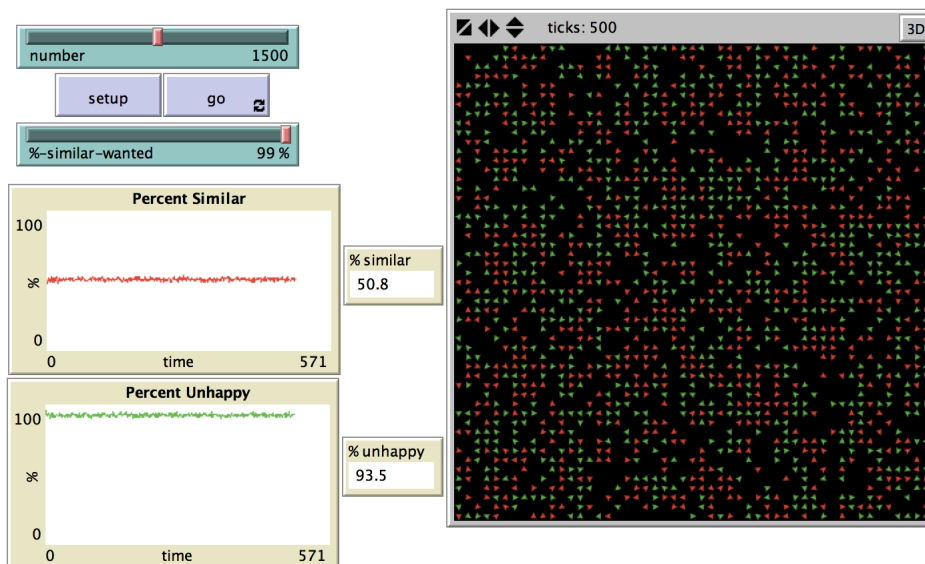 ticks: 500
3D
number 1500
setup
go
%-similar-wanted 99 %
Percent Similar
100
%
0
0 time 571
% similar
50.8
Percent Unhappy
100
%
0
0 time 571
% unhappy
93.5